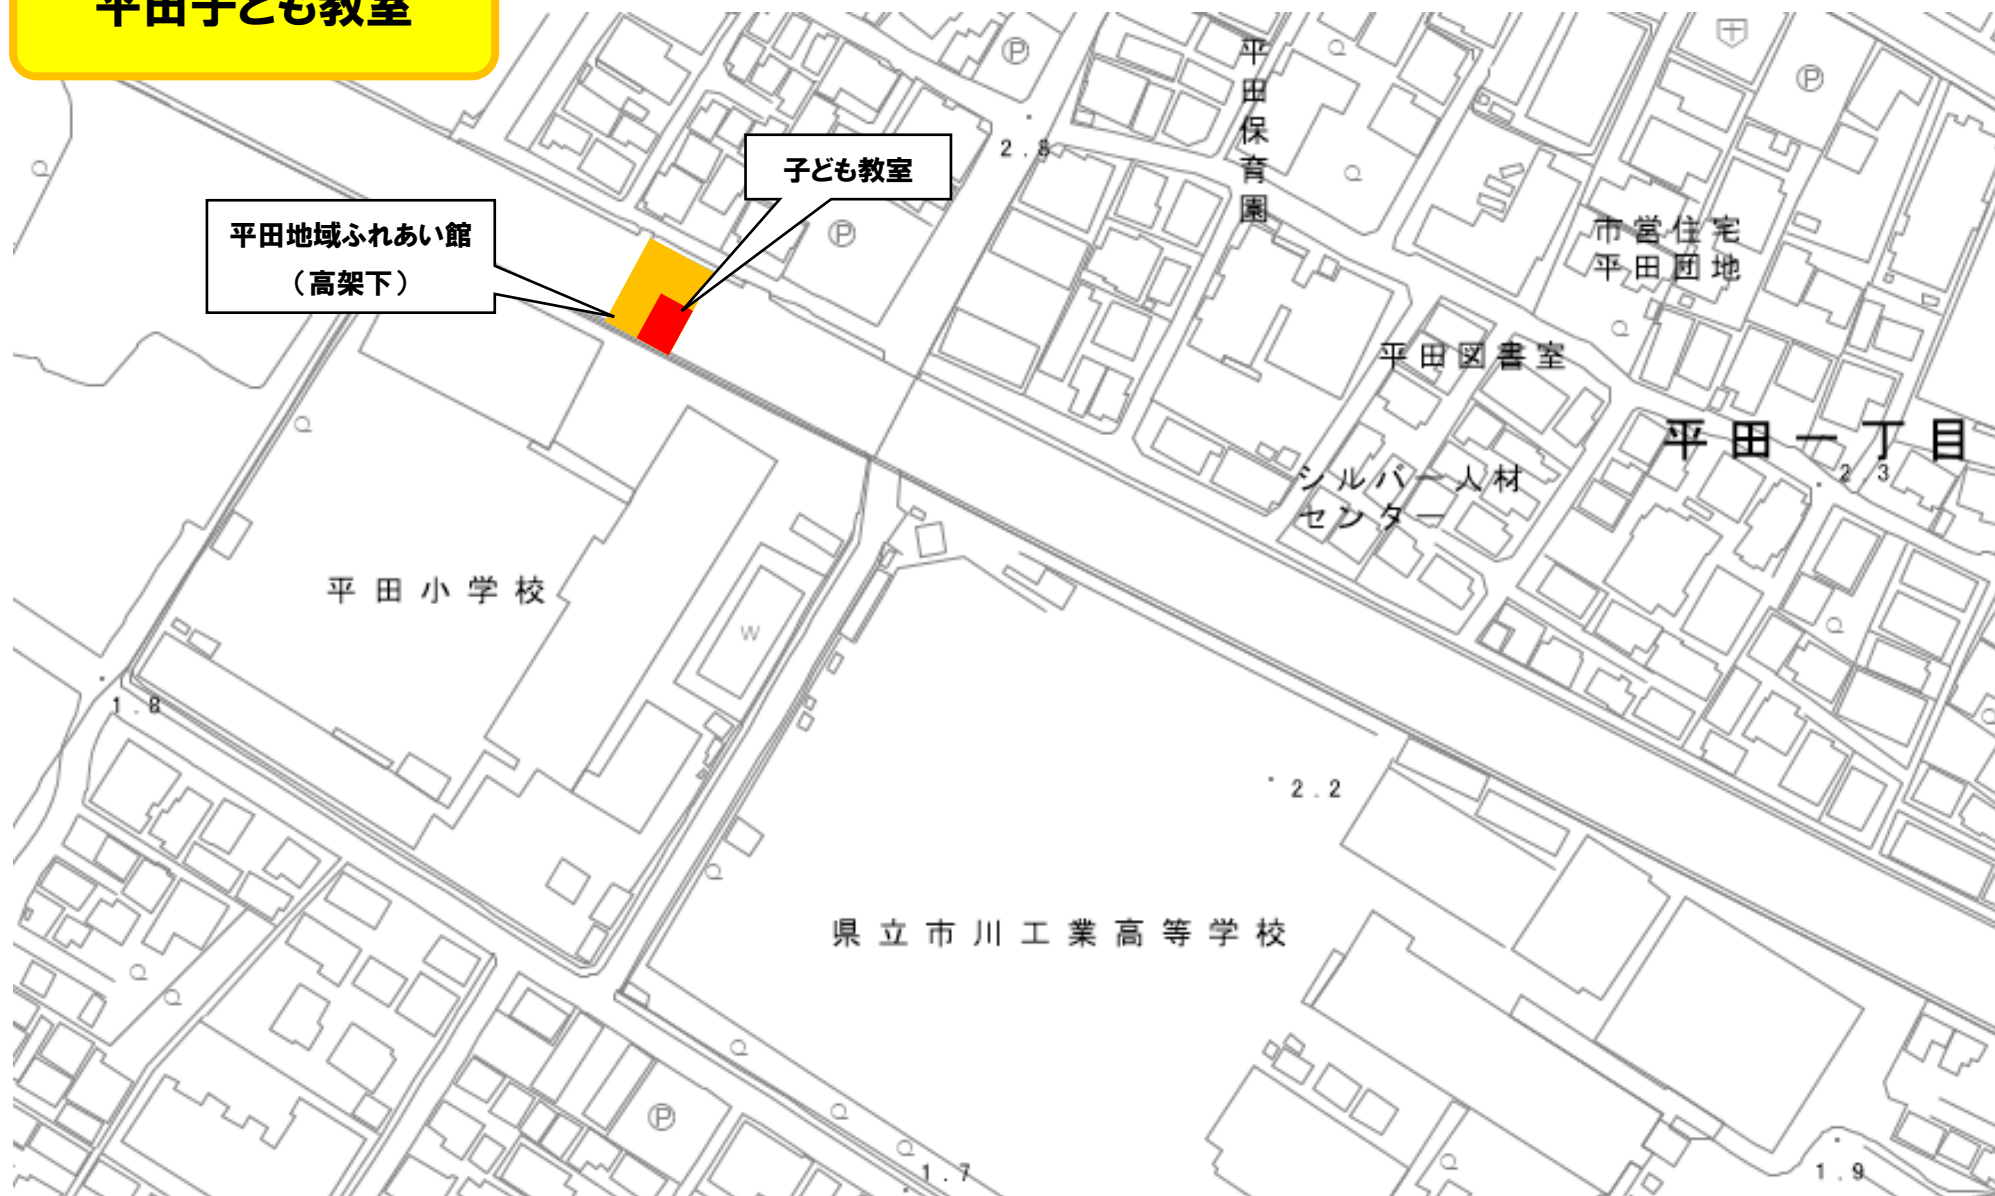 平田子ども教室
子ども教室
平田地域ふれあい館
(高架下)
平田保育園
2.8
P
P
P
市営住宅
平田団地
平田図書室
平田一丁目
2 3
シルバー人材
センター
平田小学校
W
1.8
2.2
県立市川工業高等学校
P
1.7
1.9